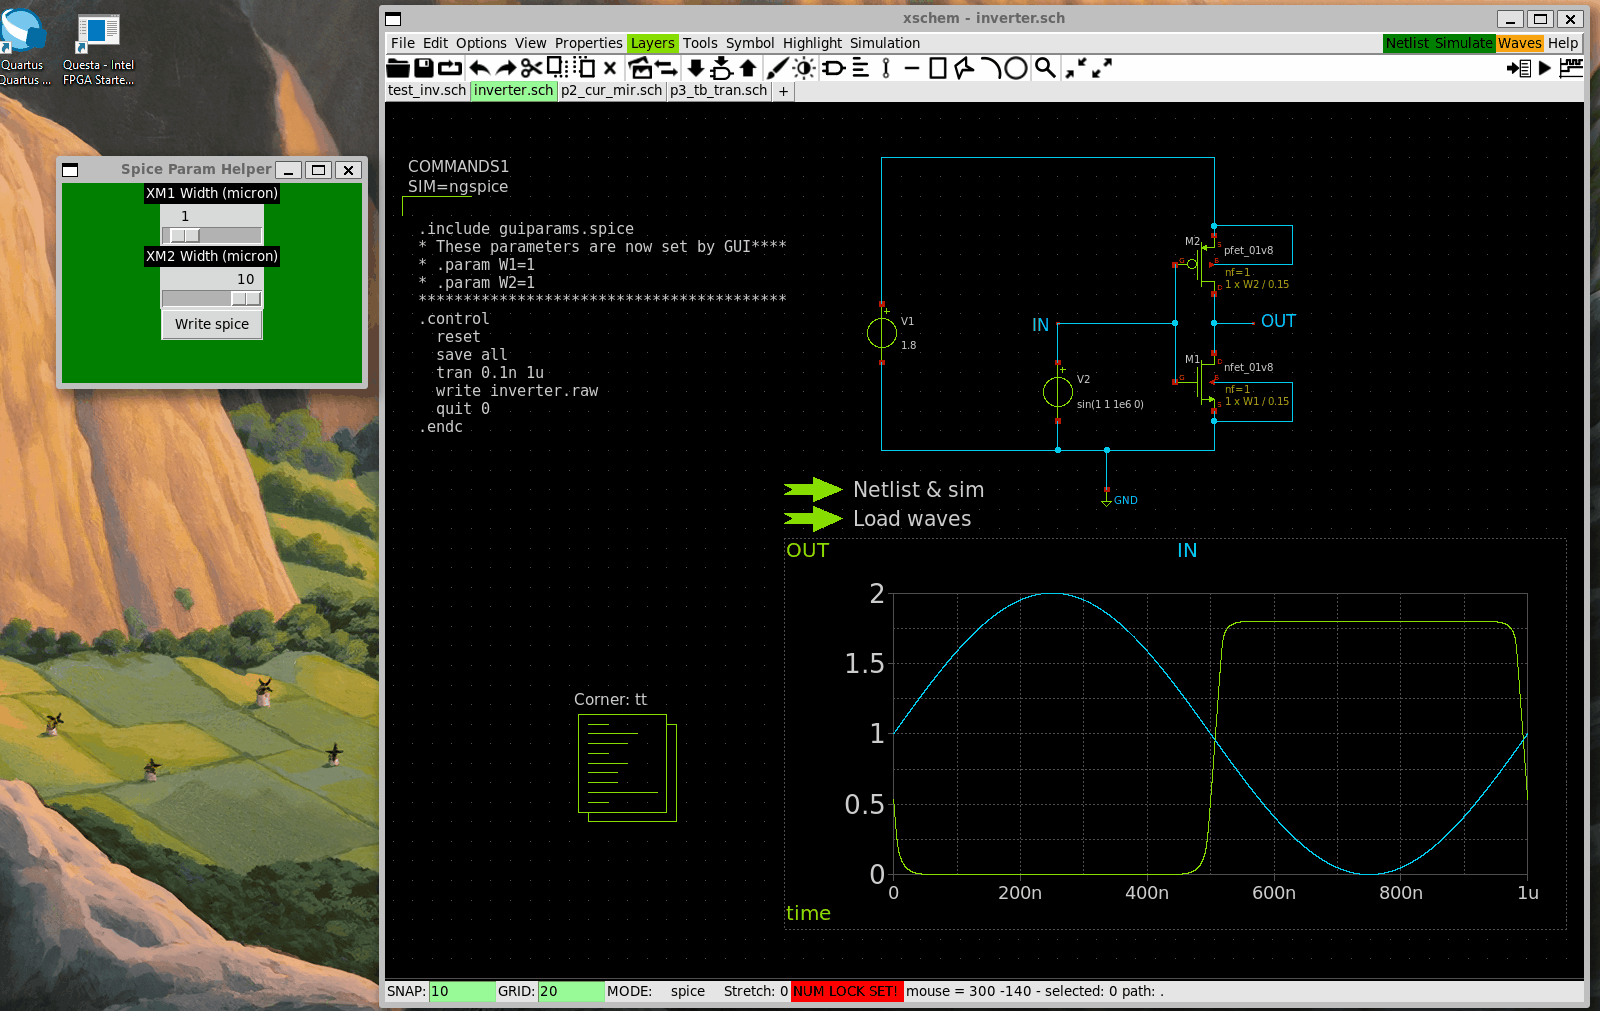 Quartus
Quartus ...
Questa - Intel
FPGA Starte...
Spice Param Helper
XM1 Width (micron)
1
XM2 Width (micron)
10
Write spice
xschem - inverter.sch
File Edit Options View Properties Layers Tools Symbol Highlight Simulation Netlist Simulate Waves Help
test_inv.sch inverter.sch p2_cur_mir.sch p3_tb_tran.sch +
COMMANDS1
SIM=ngspice
.include guiparams.spice
* These parameters are now set by GUI****
* .param W1=1
* .param W2=1
*****************************************
.control
reset
save all
tran 0.1n 1u
write inverter.raw
quit 0
.endc
V1
1.8
IN
V2
sin(1 1 1e6 0)
M2
pfet_01v8
nf=1
1 x W2 / 0.15
G
S
B
D
OUT
M1
nfet_01v8
nf=1
1 x W1 / 0.15
G
D
B
S
GND
Netlist & sim
Load waves
OUT
IN
2
1.5
1
0.5
0
0 200n 400n 600n 800n 1u
time
Corner: tt
SNAP: 10 GRID: 20 MODE: spice Stretch: 0 NUM LOCK SET! mouse = 300 -140 - selected: 0 path: .